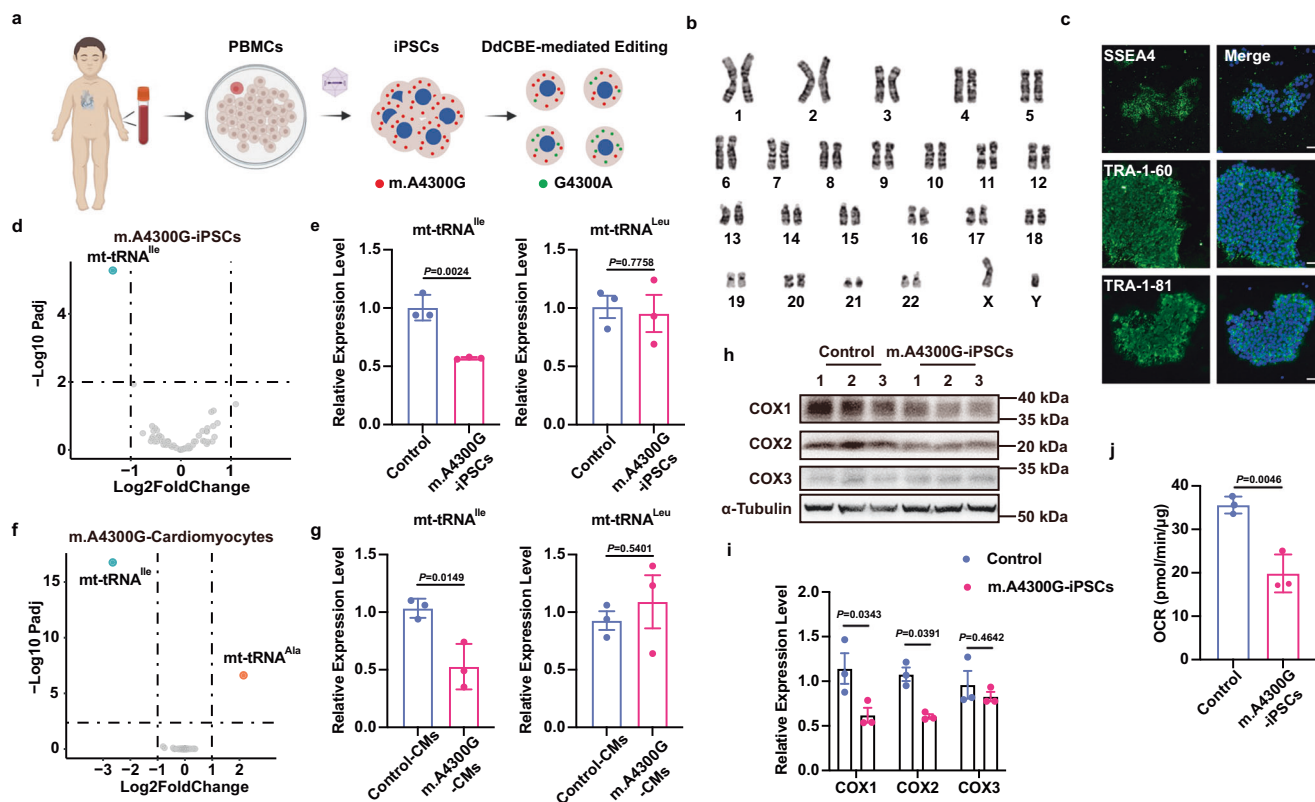 a
PBMCs
iPSCs
DdCBE-mediated Editing
m.A4300G
G4300A
b
1 2 3 4 5
6 7 8 9 10 11 12
13 14 15 16 17 18
19 20 21 22 X Y
c
SSEA4
Merge
TRA-1-60
TRA-1-81
d
m.A4300G-iPSCs
mt-tRNA^Ile
−Log10 Padj
4
2
0
−1 0 1
Log2FoldChange
e
mt-tRNA^Ile
Relative Expression Level
1.5
1.0
0.5
0.0
P=0.0024
Control
m.A4300G
-iPSCs
mt-tRNA^Leu
Relative Expression Level
1.5
1.0
0.5
0.0
P=0.7758
Control
m.A4300G
-iPSCs
f
m.A4300G-Cardiomyocytes
mt-tRNA^Ile
mt-tRNA^Ala
−Log10 Padj
15
10
5
0
−3 −2 −1 0 1 2
Log2FoldChange
g
mt-tRNA^Ile
Relative Expression Level
1.5
1.0
0.5
0.0
P=0.0149
Control-CMs
m.A4300G
-CMs
mt-tRNA^Leu
Relative Expression Level
1.5
1.0
0.5
0.0
P=0.5401
Control-CMs
m.A4300G
-CMs
h
Control m.A4300G-iPSCs
1 2 3 1 2 3
COX1
40 kDa
35 kDa
COX2
20 kDa
COX3
35 kDa
α-Tubulin
50 kDa
i
Control
m.A4300G-iPSCs
Relative Expression Level
2.0
1.5
1.0
0.5
0.0
P=0.0343
P=0.0391
P=0.4642
COX1 COX2 COX3
j
OCR (pmol/min/μg)
40
30
20
10
0
P=0.0046
Control
m.A4300G
-iPSCs